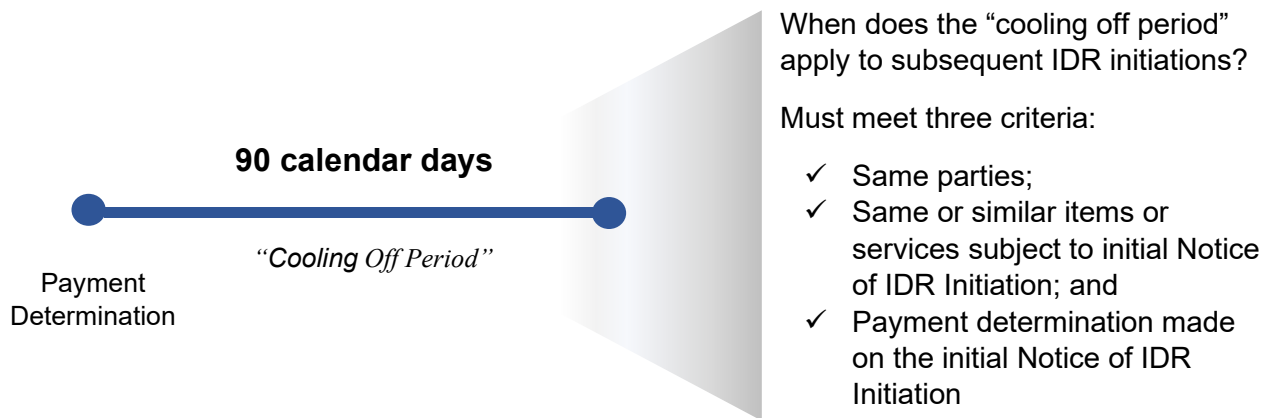 When does the “cooling off period”
apply to subsequent IDR initiations?
Must meet three criteria:
✓ Same parties;
✓ Same or similar items or
services subject to initial Notice
of IDR Initiation; and
✓ Payment determination made
on the initial Notice of IDR
Initiation
90 calendar days
“Cooling Off Period”
Payment
Determination